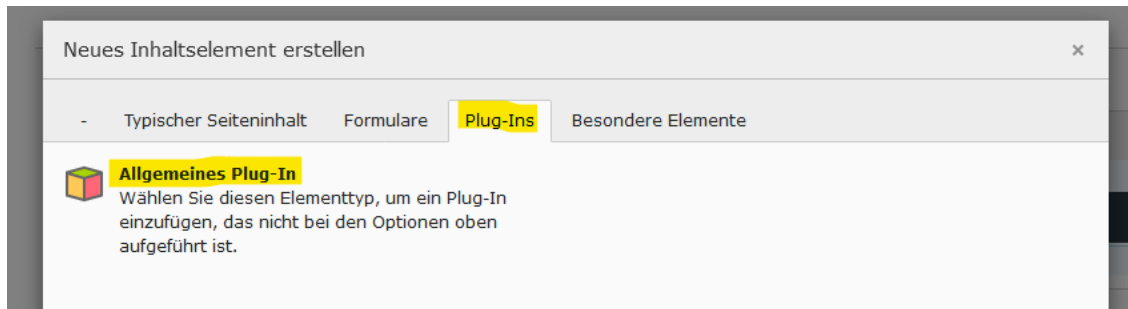 Neues Inhaltselement erstellen ×
- Typischer Seiteninhalt Formulare Plug-Ins Besondere Elemente
Allgemeines Plug-In
Wählen Sie diesen Elementtyp, um ein Plug-In
einzufügen, das nicht bei den Optionen oben
aufgeführt ist.